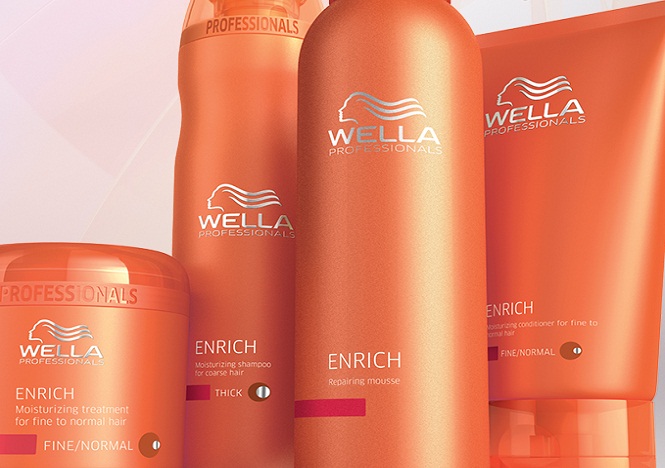 PROFESSIONALS
WELLA
PROFESSIONALS
ENRICH
Moisturizing treatment
for fine to normal hair
FINE/NORMAL
PROFESSIONALS
WELLA
PROFESSIONALS
ENRICH
Moisturizing shampoo
for coarse hair
THICK
WELLA
PROFESSIONALS
ENRICH
Repairing mousse
WELLA
PROFESSIONALS
ENRICH
Moisturizing conditioner for fine to
normal hair
FINE/NORMAL